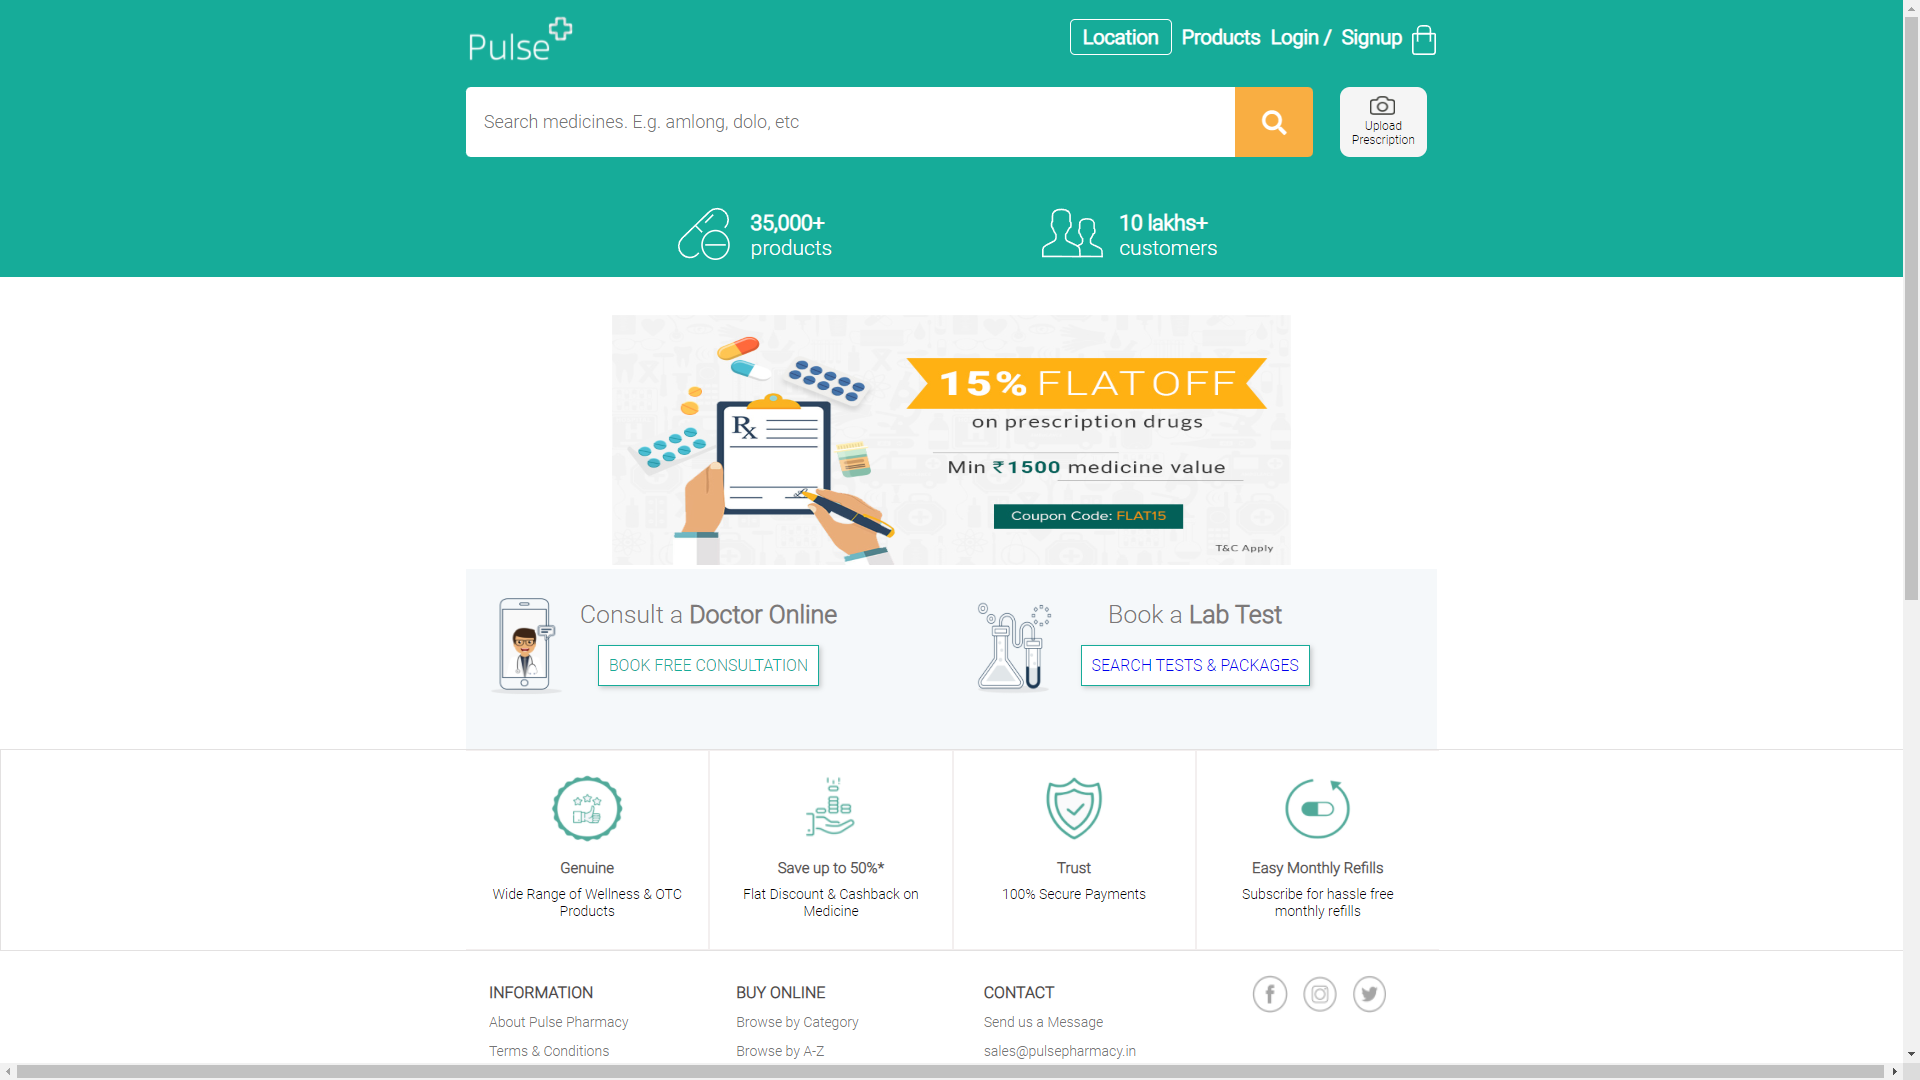 Pulse
Location
Products
Login /
Signup
Search medicines. E.g. amlong, dolo, etc
Upload
Prescription
35,000+
products
10 lakhs+
customers
15% FLAT OFF
on prescription drugs
Min ₹1500 medicine value
Coupon Code: FLAT15
T&C Apply
Rx
Consult a Doctor Online
BOOK FREE CONSULTATION
Book a Lab Test
SEARCH TESTS & PACKAGES
Genuine
Wide Range of Wellness & OTC
Products
Save up to 50%*
Flat Discount & Cashback on
Medicine
Trust
100% Secure Payments
Easy Monthly Refills
Subscribe for hassle free
monthly refills
INFORMATION
About Pulse Pharmacy
Terms & Conditions
BUY ONLINE
Browse by Category
Browse by A-Z
CONTACT
Send us a Message
sales@pulsepharmacy.in